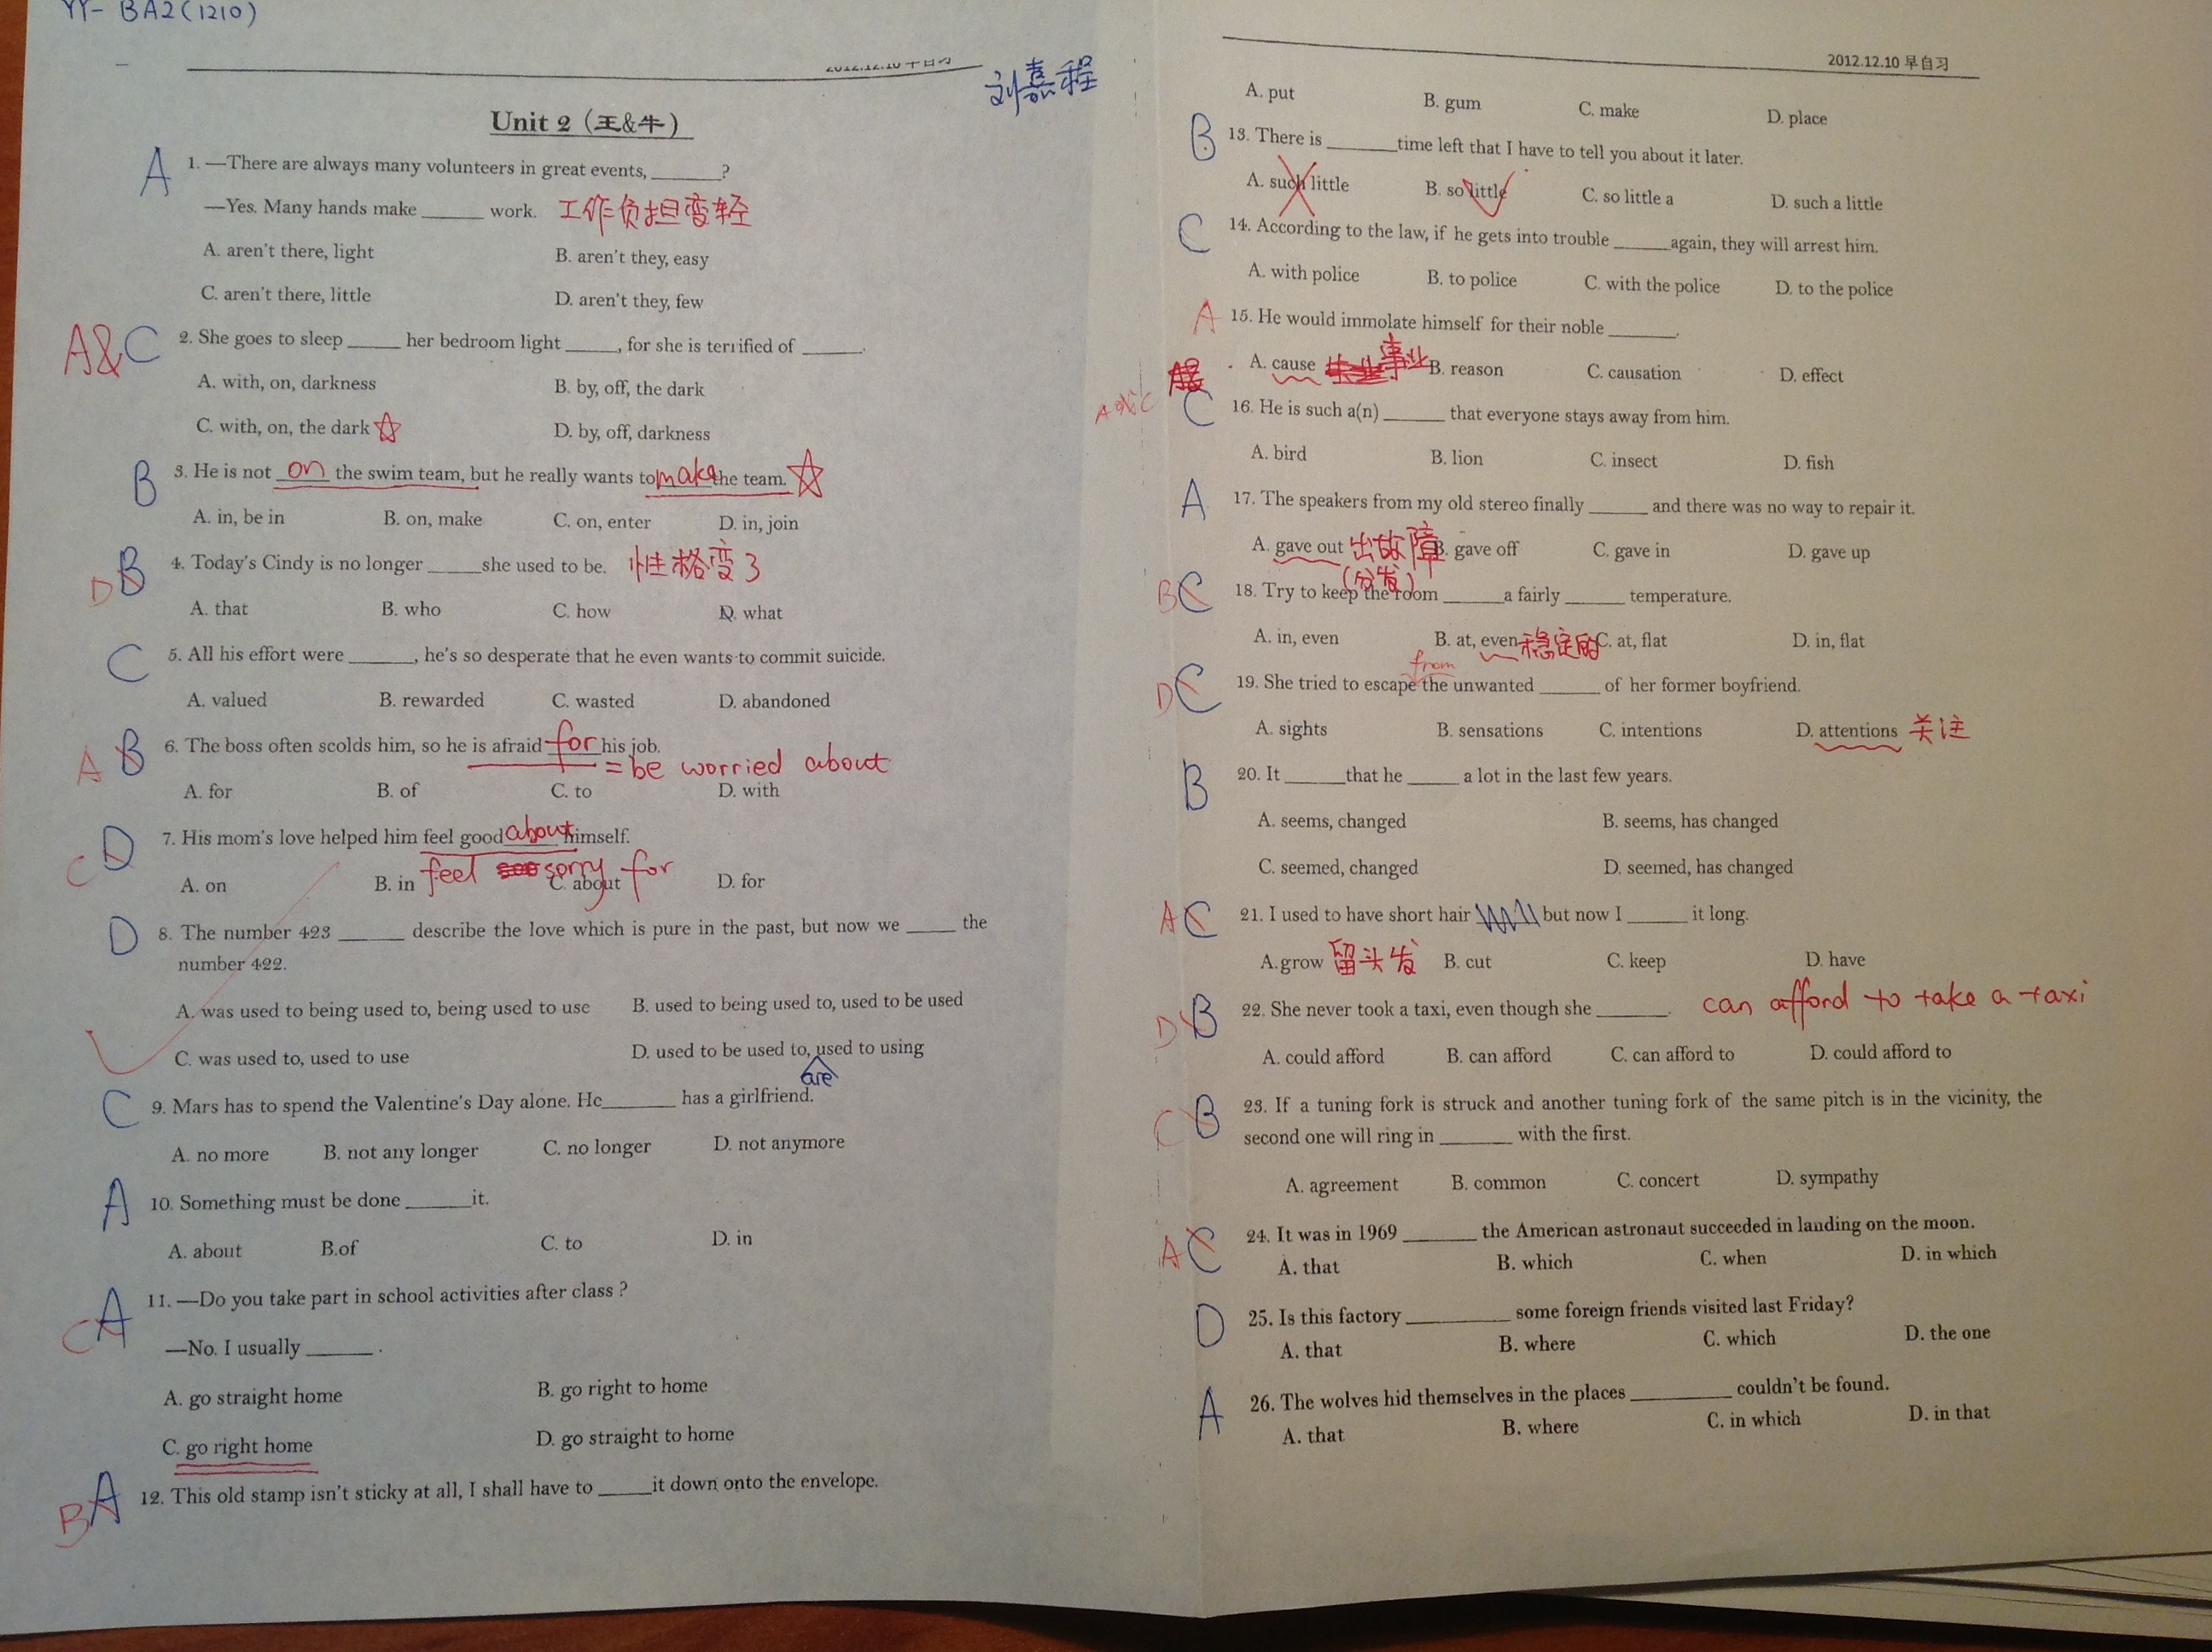 YY- BA2(1210)
刘嘉程
Unit 2 (王&牛)
A 1. —There are always many volunteers in great events, ______?
—Yes. Many hands make ______ work. 工作负担变轻
A. aren't there, light B. aren't they, easy
C. aren't there, little D. aren't they, few
A&C 2. She goes to sleep _____ her bedroom light _____, for she is terrified of _____.
A. with, on, darkness B. by, off, the dark
C. with, on, the dark ☆ D. by, off, darkness
B 3. He is not on the swim team, but he really wants to make the team. ☆
A. in, be in B. on, make C. on, enter D. in, join
D B 4. Today's Cindy is no longer _____she used to be. 性格变了
A. that B. who C. how D. what
C 5. All his effort were ______, he's so desperate that he even wants to commit suicide.
A. valued B. rewarded C. wasted D. abandoned
A B 6. The boss often scolds him, so he is afraid for his job.
= be worried about
A. for B. of C. to D. with
C D 7. His mom's love helped him feel good about himself.
feel sorry for
A. on B. in C. about D. for
D 8. The number 423 ______ describe the love which is pure in the past, but now we _____ the
number 422.
A. was used to being used to, being used to use B. used to being used to, used to be used
C. was used to, used to use D. used to be used to, used to using
are
C 9. Mars has to spend the Valentine's Day alone. He______ has a girlfriend.
A. no more B. not any longer C. no longer D. not anymore
A 10. Something must be done ______it.
A. about B.of C. to D. in
C A 11. —Do you take part in school activities after class ?
—No. I usually ______ .
A. go straight home B. go right to home
C. go right home D. go straight to home
B A 12. This old stamp isn't sticky at all, I shall have to _____it down onto the envelope.
2012.12.10 早自习
A. put B. gum C. make D. place
B 13. There is ______time left that I have to tell you about it later.
A. such little B. so little C. so little a D. such a little
C 14. According to the law, if he gets into trouble _____again, they will arrest him.
A. with police B. to police C. with the police D. to the police
A 15. He would immolate himself for their noble ______.
A. cause 事业 B. reason C. causation D. effect
C 16. He is such a(n) ______ that everyone stays away from him.
A. bird B. lion C. insect D. fish
A 17. The speakers from my old stereo finally _____ and there was no way to repair it.
A. gave out 出故障 B. gave off C. gave in D. gave up
(分发)
B C 18. Try to keep the room ______a fairly ______ temperature.
A. in, even B. at, even 稳定的 C. at, flat D. in, flat
from
D C 19. She tried to escape the unwanted ______ of her former boyfriend.
A. sights B. sensations C. intentions D. attentions 关注
B 20. It ______that he _____ a lot in the last few years.
A. seems, changed B. seems, has changed
C. seemed, changed D. seemed, has changed
A C 21. I used to have short hair but now I ______ it long.
A.grow 留头发 B. cut C. keep D. have
D B 22. She never took a taxi, even though she ______. can afford to take a taxi
A. could afford B. can afford C. can afford to D. could afford to
C B 23. If a tuning fork is struck and another tuning fork of the same pitch is in the vicinity, the
second one will ring in ______ with the first.
A. agreement B. common C. concert D. sympathy
A C 24. It was in 1969 ______ the American astronaut succeeded in landing on the moon.
A. that B. which C. when D. in which
D 25. Is this factory ________ some foreign friends visited last Friday?
A. that B. where C. which D. the one
A 26. The wolves hid themselves in the places ________ couldn't be found.
A. that B. where C. in which D. in that